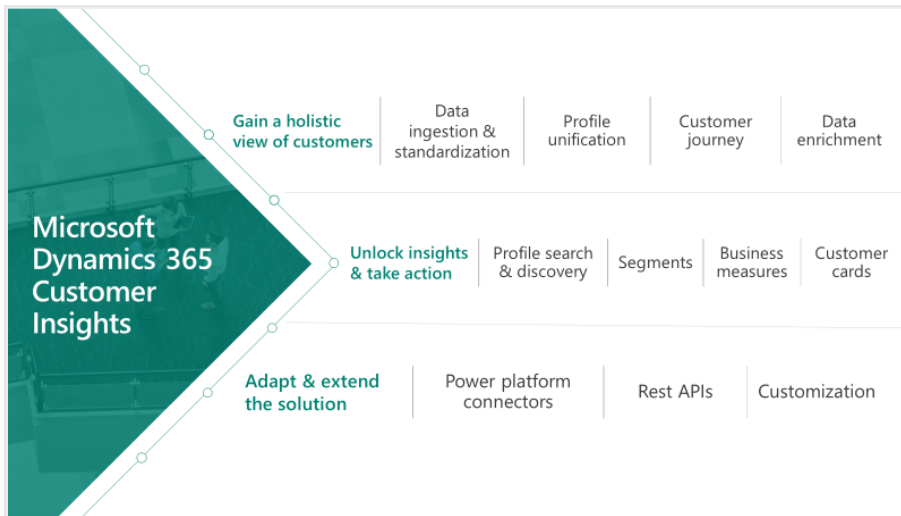 Microsoft
Dynamics 365
Customer
Insights
Gain a holistic
view of customers
Data
ingestion &
standardization
Profile
unification
Customer
journey
Data
enrichment
Unlock insights
& take action
Profile search
& discovery
Segments
Business
measures
Customer
cards
Adapt & extend
the solution
Power platform
connectors
Rest APIs
Customization